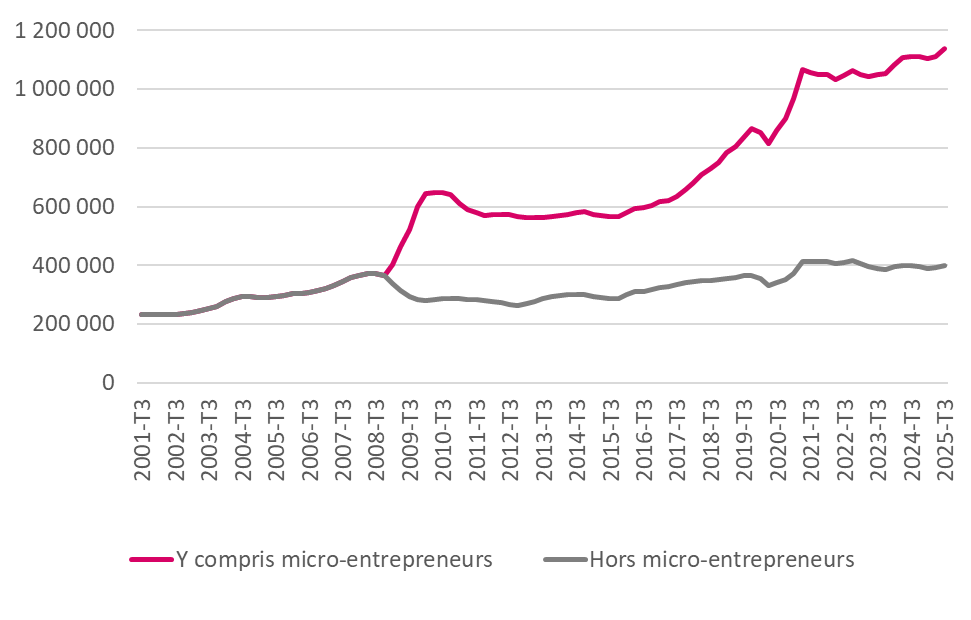 1 200 000
1 000 000
800 000
600 000
400 000
200 000
0
2001-T3
2002-T3
2003-T3
2004-T3
2005-T3
2006-T3
2007-T3
2008-T3
2009-T3
2010-T3
2011-T3
2012-T3
2013-T3
2014-T3
2015-T3
2016-T3
2017-T3
2018-T3
2019-T3
2020-T3
2021-T3
2022-T3
2023-T3
2024-T3
2025-T3
Y compris micro-entrepreneurs
Hors micro-entrepreneurs